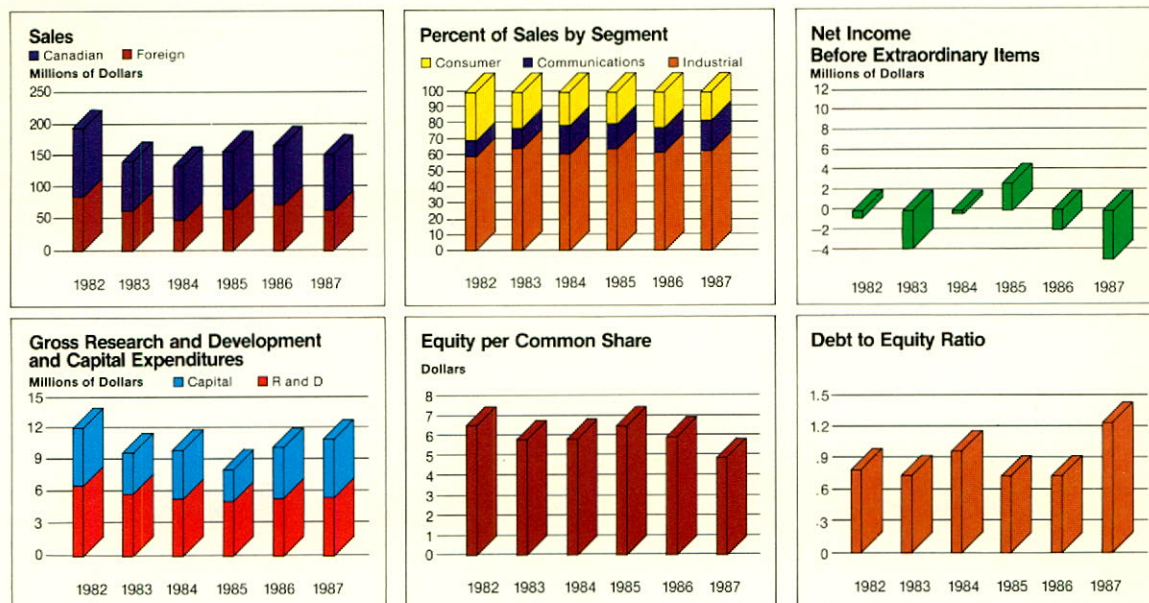 Sales
Canadian Foreign
Millions of Dollars
250
200
150
100
50
0
1982 1983 1984 1985 1986 1987
Percent of Sales by Segment
Consumer Communications Industrial
100
90
80
70
60
50
40
30
20
10
0
1982 1983 1984 1985 1986 1987
Net Income
Before Extraordinary Items
Millions of Dollars
12
10
8
6
4
2
0
−2
−4
1982 1983 1984 1985 1986 1987
Gross Research and Development
and Capital Expenditures
Millions of Dollars Capital R and D
15
12
9
6
3
0
1982 1983 1984 1985 1986 1987
Equity per Common Share
Dollars
8
7
6
5
4
3
2
1
0
1982 1983 1984 1985 1986 1987
Debt to Equity Ratio
1.5
1.2
.9
.6
.3
0
1982 1983 1984 1985 1986 1987